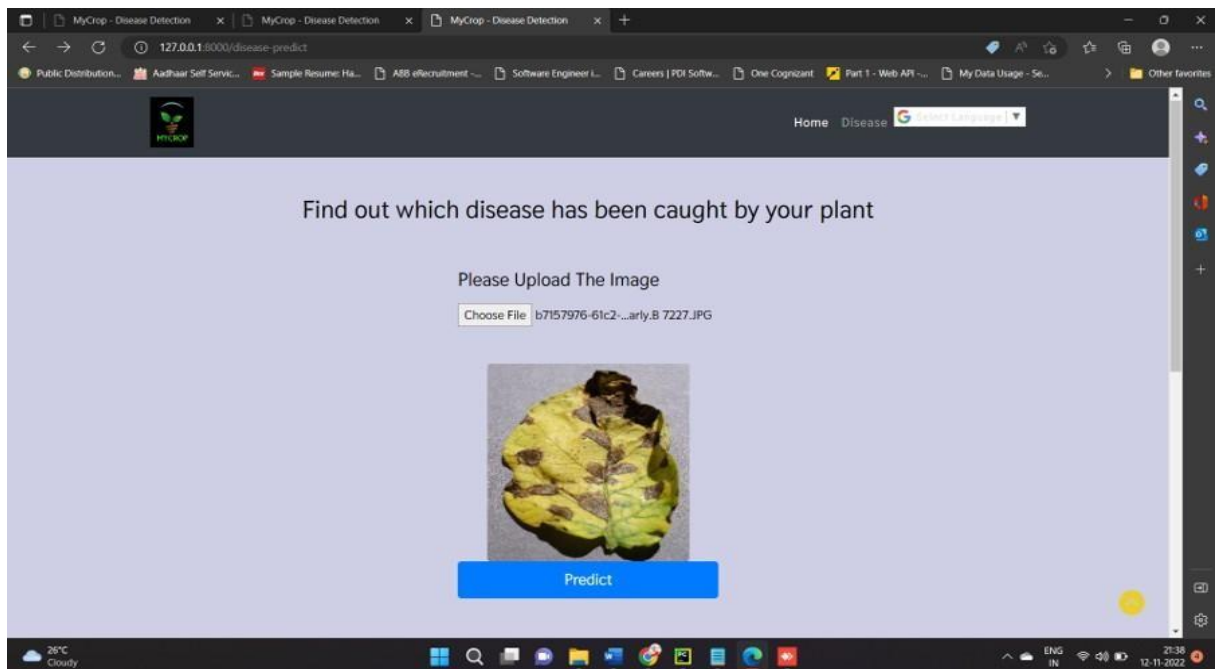 MyCrop - Disease Detection
MyCrop - Disease Detection
MyCrop - Disease Detection
127.0.0.1:8000/disease-predict
Public Distribution...
Aadhaar Self Servic...
Sample Resume: Ha...
ABB eRecruitment -...
Software Engineer i...
Careers | PDI Softw...
One Cognizant
Part 1 - Web API -...
My Data Usage - Se...
Other favorites
MYCROP
Home
Disease
Select Language
Find out which disease has been caught by your plant
Please Upload The Image
Choose File b7157976-61c2-...arly.B 7227.JPG
Predict
26°C
Cloudy
ENG
IN
21:38
12-11-2022